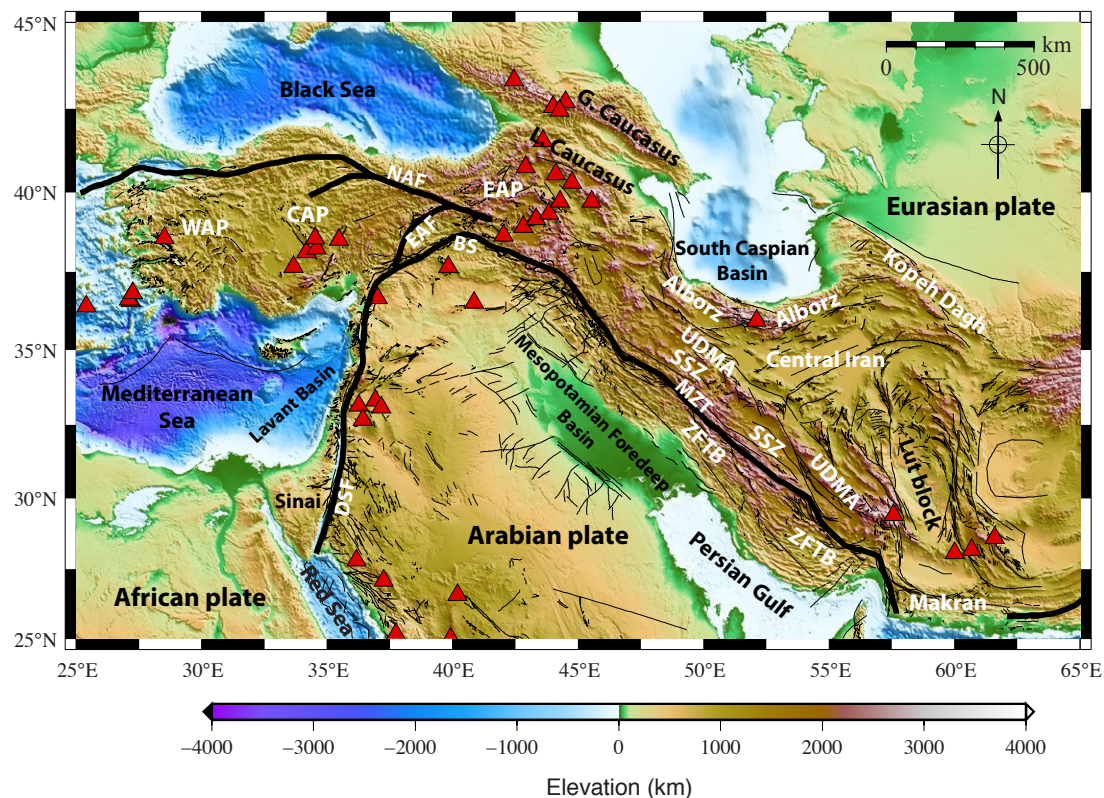 45°N
40°N
35°N
30°N
25°N
25°E
30°E
35°E
40°E
45°E
50°E
55°E
60°E
65°E
km
0
500
N
Black Sea
G. Caucasus
L. Caucasus
NAF
EAP
EAF
BS
WAP
CAP
Eurasian plate
South Caspian
Basin
Kopeh Dagh
Alborz
Alborz
UDMA
SSZ
MZT
ZFTB
Central Iran
Mediterranean
Sea
Lavant Basin
Mesopotamian Foredeep
Basin
SSZ
UDMA
Lut block
Sinai
DSF
Arabian plate
ZFTB
Persian Gulf
African plate
Red Sea
Makran
−4000
−3000
−2000
−1000
0
1000
2000
3000
4000
Elevation (km)